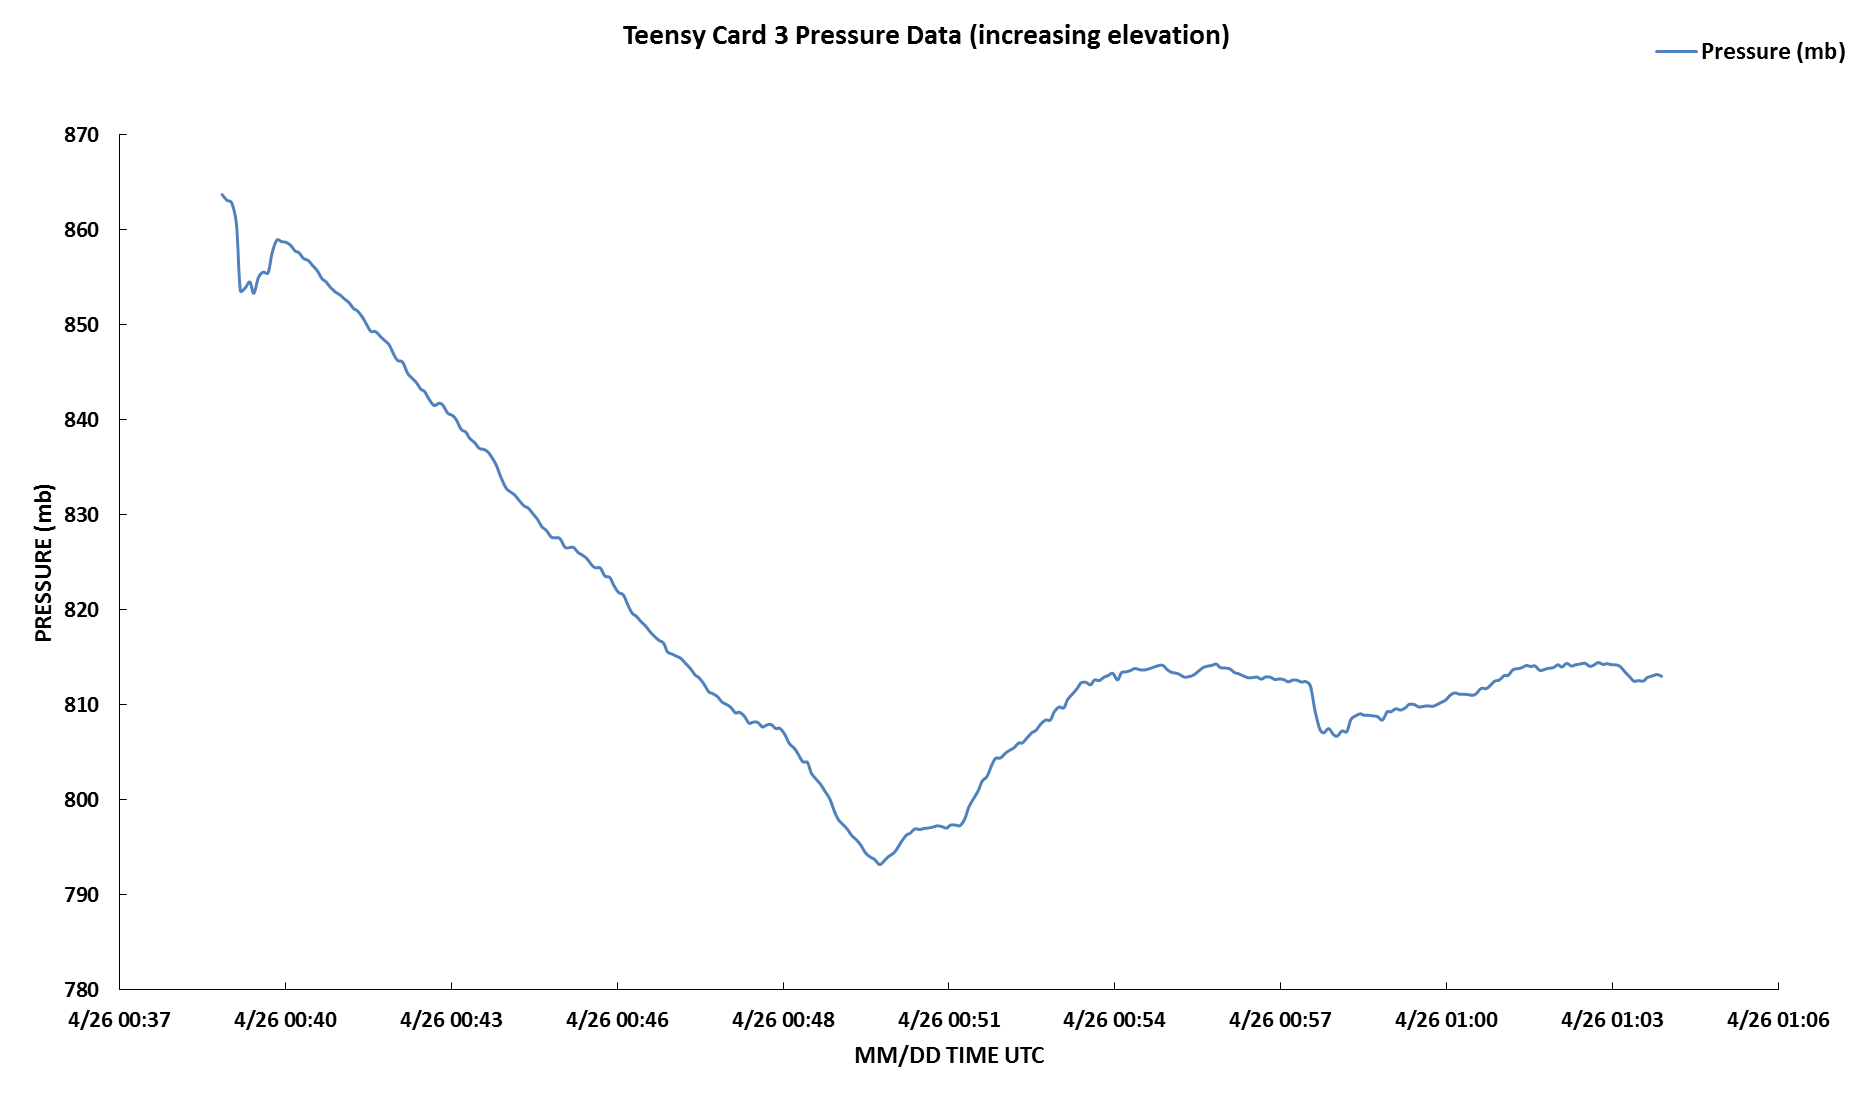 Teensy Card 3 Pressure Data (increasing elevation)
Pressure (mb)
870
860
850
840
830
820
810
800
790
780
PRESSURE (mb)
4/26 00:37 4/26 00:40 4/26 00:43 4/26 00:46 4/26 00:48 4/26 00:51 4/26 00:54 4/26 00:57 4/26 01:00 4/26 01:03 4/26 01:06
MM/DD TIME UTC